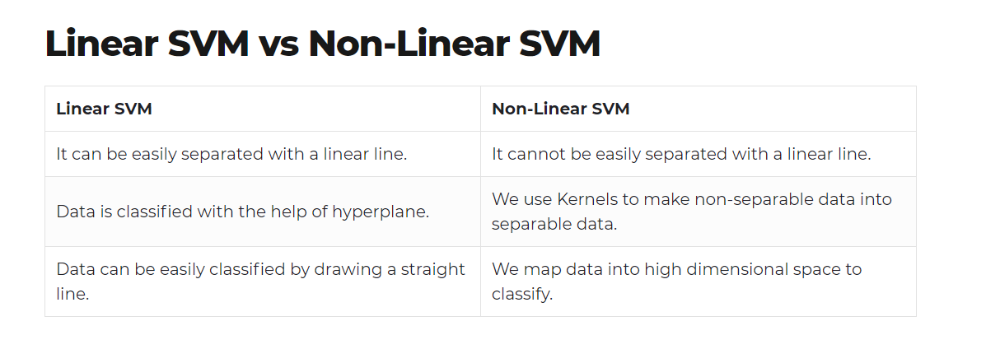 Linear SVM vs Non-Linear SVM
Linear SVM
Non-Linear SVM
It can be easily separated with a linear line.
It cannot be easily separated with a linear line.
Data is classified with the help of hyperplane.
We use Kernels to make non-separable data into
separable data.
Data can be easily classified by drawing a straight
line.
We map data into high dimensional space to
classify.